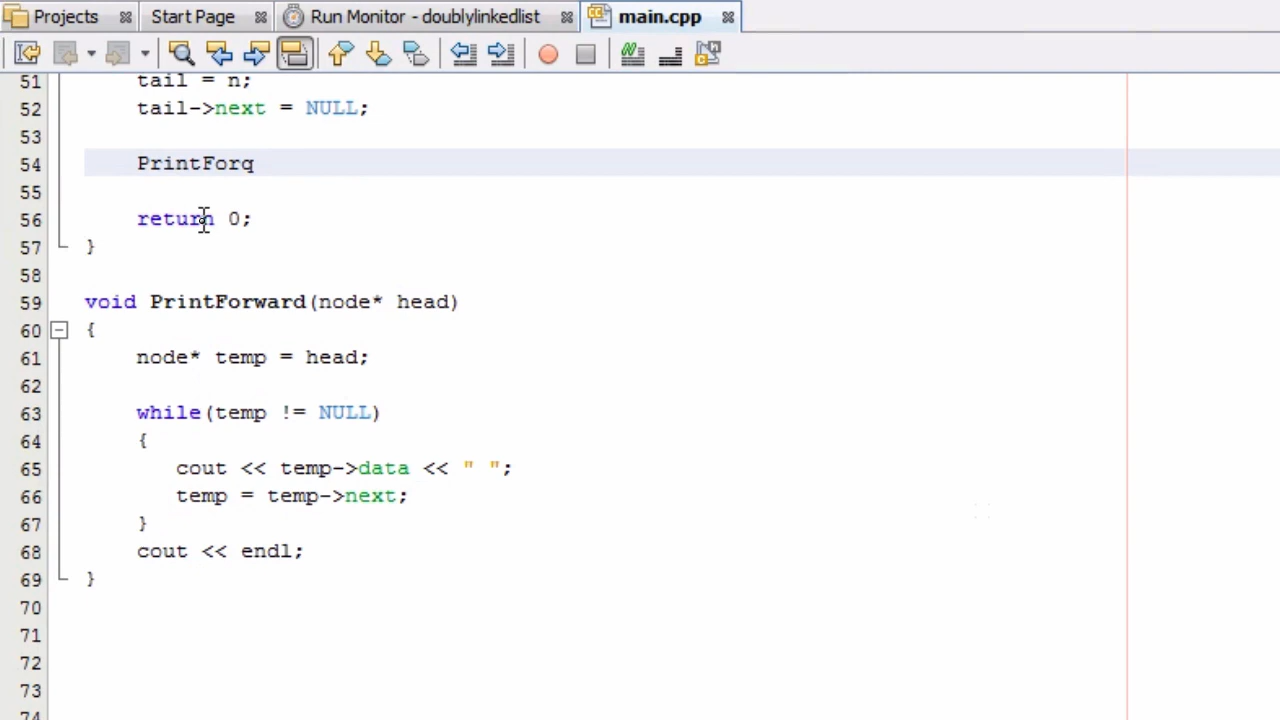 Projects Start Page Run Monitor - doublylinkedlist main.cpp
51 tail = n;
52 tail->next = NULL;
53
54 PrintForq
55
56 return 0;
57 }
58
59 void PrintForward(node* head)
60 {
61 node* temp = head;
62
63 while(temp != NULL)
64 {
65 cout << temp->data << " ";
66 temp = temp->next;
67 }
68 cout << endl;
69 }
70
71
72
73
74